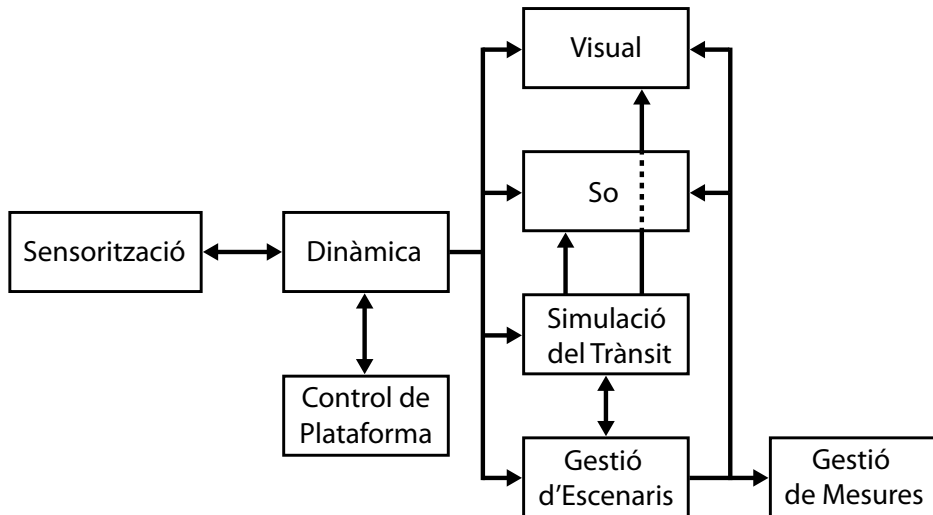 Visual
So
Sensorització
Dinàmica
Simulació
del Trànsit
Control de
Plataforma
Gestió
d'Escenaris
Gestió
de Mesures